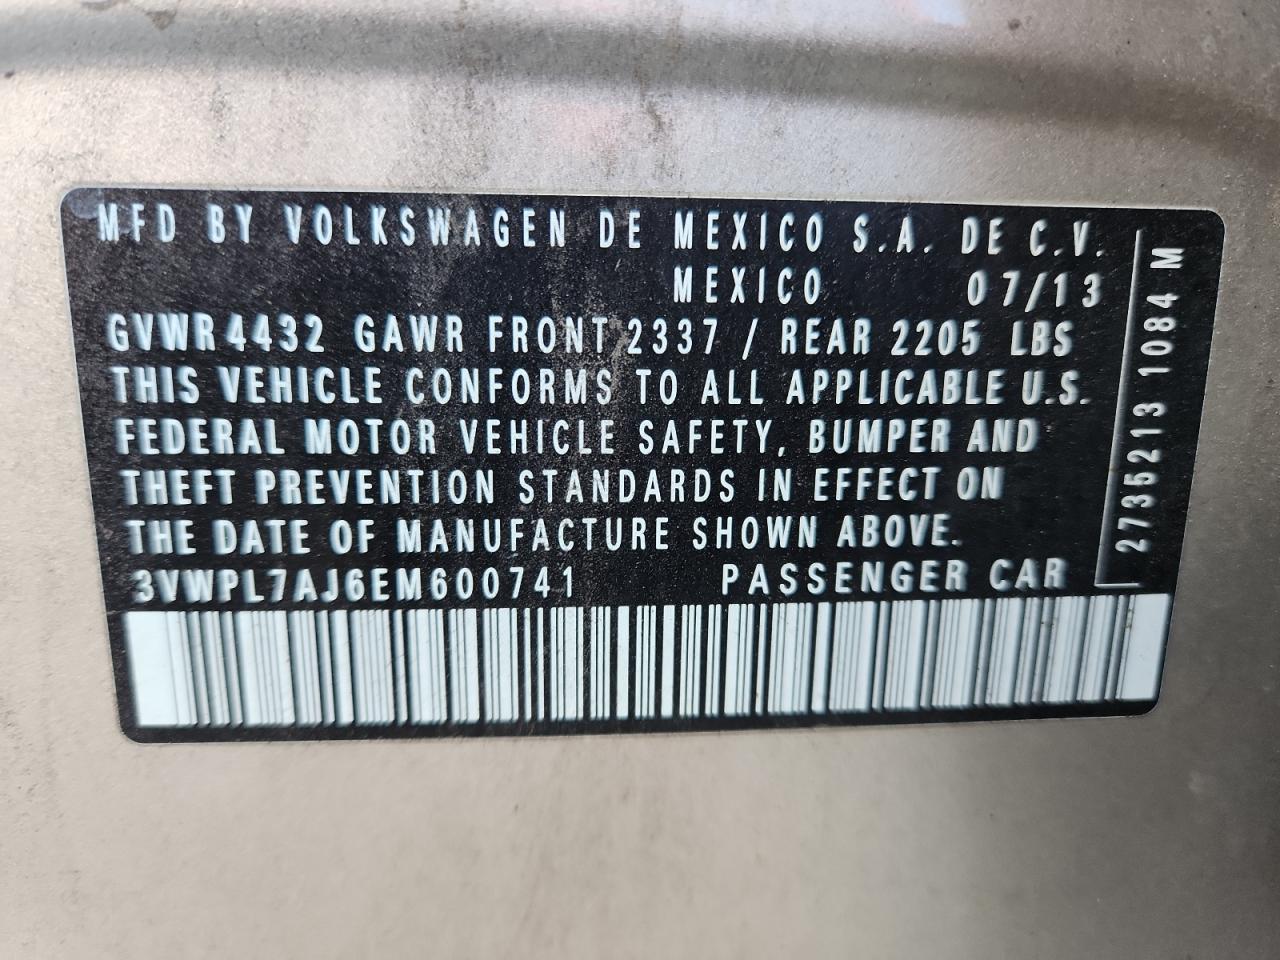 MFD BY VOLKSWAGEN DE MEXICO S.A. DE C.V.
MEXICO 07/13
GVWR 4432 GAWR FRONT 2337 / REAR 2205 LBS
THIS VEHICLE CONFORMS TO ALL APPLICABLE U.S.
FEDERAL MOTOR VEHICLE SAFETY, BUMPER AND
THEFT PREVENTION STANDARDS IN EFFECT ON
THE DATE OF MANUFACTURE SHOWN ABOVE.
3VWPL7AJ6EM600741 PASSENGER CAR
2735213 1084 M